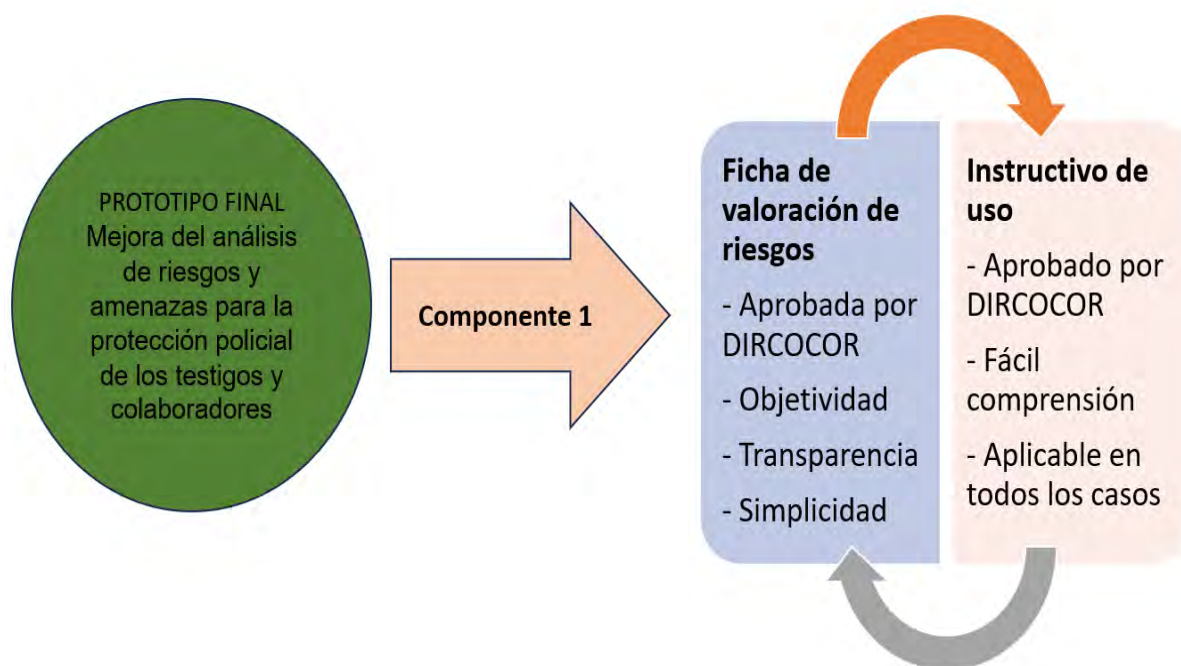 PROTOTIPO FINAL
Mejora del análisis
de riesgos y
amenazas para la
protección policial
de los testigos y
colaboradores
Componente 1
Ficha de
valoración de
riesgos
- Aprobada por
DIRCOCOR
- Objetividad
- Transparencia
- Simplicidad
Instructivo de
uso
- Aprobado por
DIRCOCOR
- Fácil
comprensión
- Aplicable en
todos los casos